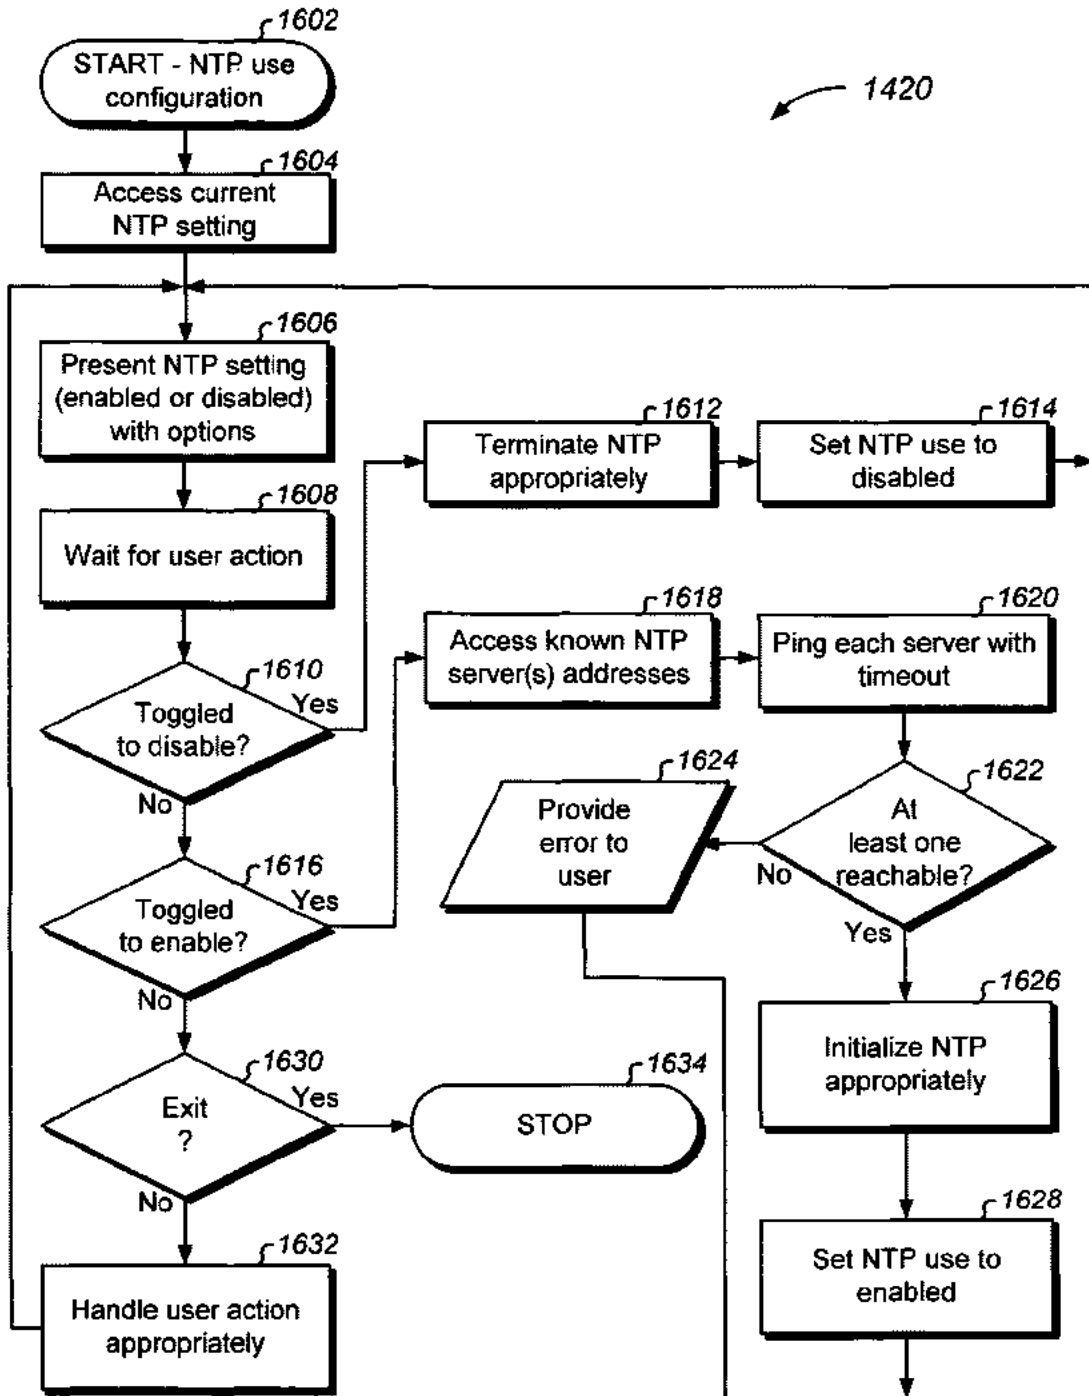 1602
START - NTP use
configuration
1420
1604
Access current
NTP setting
1606
Present NTP setting
(enabled or disabled)
with options
1612
Terminate NTP
appropriately
1614
Set NTP use to
disabled
1608
Wait for user action
1618
Access known NTP
server(s) addresses
1620
Ping each server with
timeout
1610
Toggled
to disable?
Yes
No
1624
Provide
error to
user
1622
At
least one
reachable?
No
Yes
1616
Toggled
to enable?
Yes
No
1626
Initialize NTP
appropriately
1630
Exit
?
Yes
No
1634
STOP
1628
Set NTP use to
enabled
1632
Handle user action
appropriately